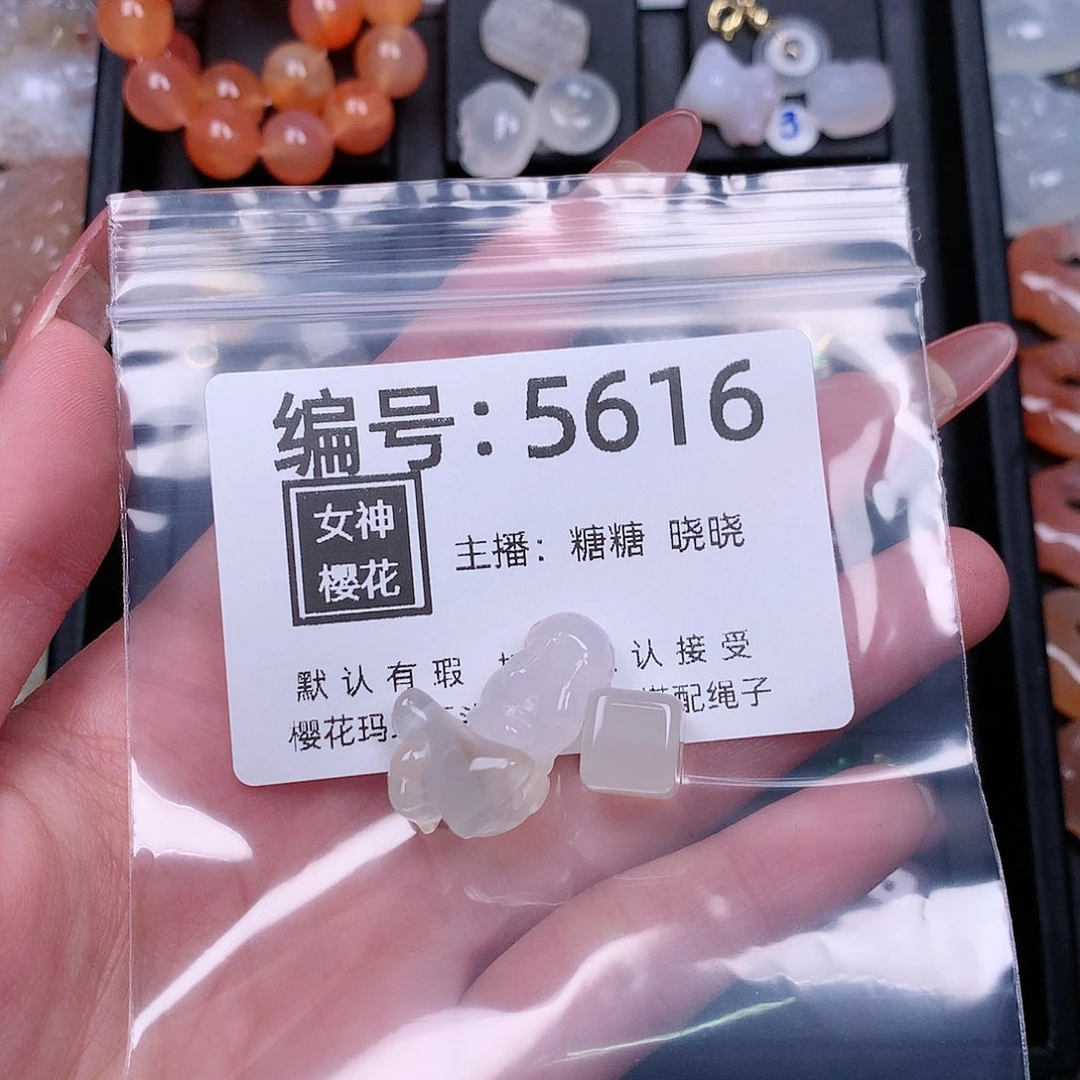 编号:5616
女神
樱花
主播: 糖糖 晓晓
默认有瑕 认接受
樱花玛 配绳子
3